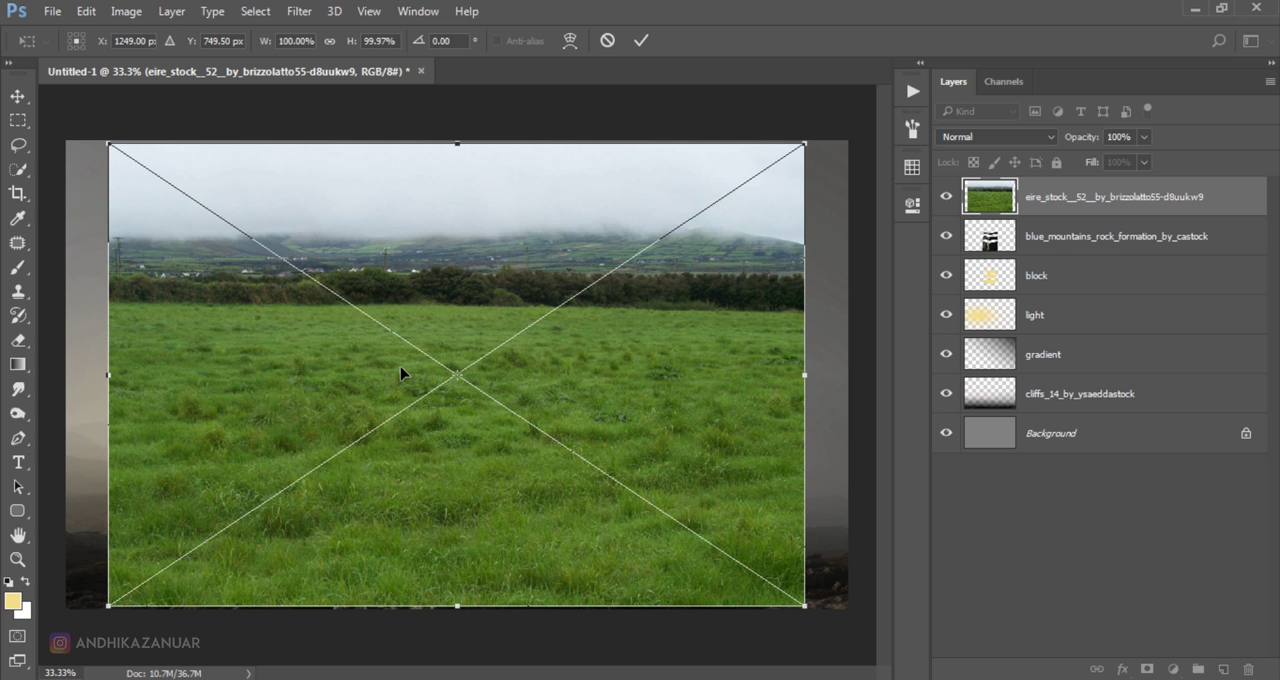 Ps File Edit Image Layer Type Select Filter 3D View Window Help
X: 1249.00 px Y: 749.50 px W: 100.00% H: 99.97% 0.00 ° Anti-alias
Untitled-1 @ 33.3% (eire_stock__52__by_brizzolatto55-d8uukw9, RGB/8#) * ×
Layers Channels
Kind
Normal Opacity: 100%
Lock: Fill: 100%
eire_stock__52__by_brizzolatto55-d8uukw9
blue_mountains_rock_formation_by_castock
block
light
gradient
cliffs_14_by_ysaeddastock
Background
ANDHIKAZANUAR
33.33% Doc: 10.7M/36.7M